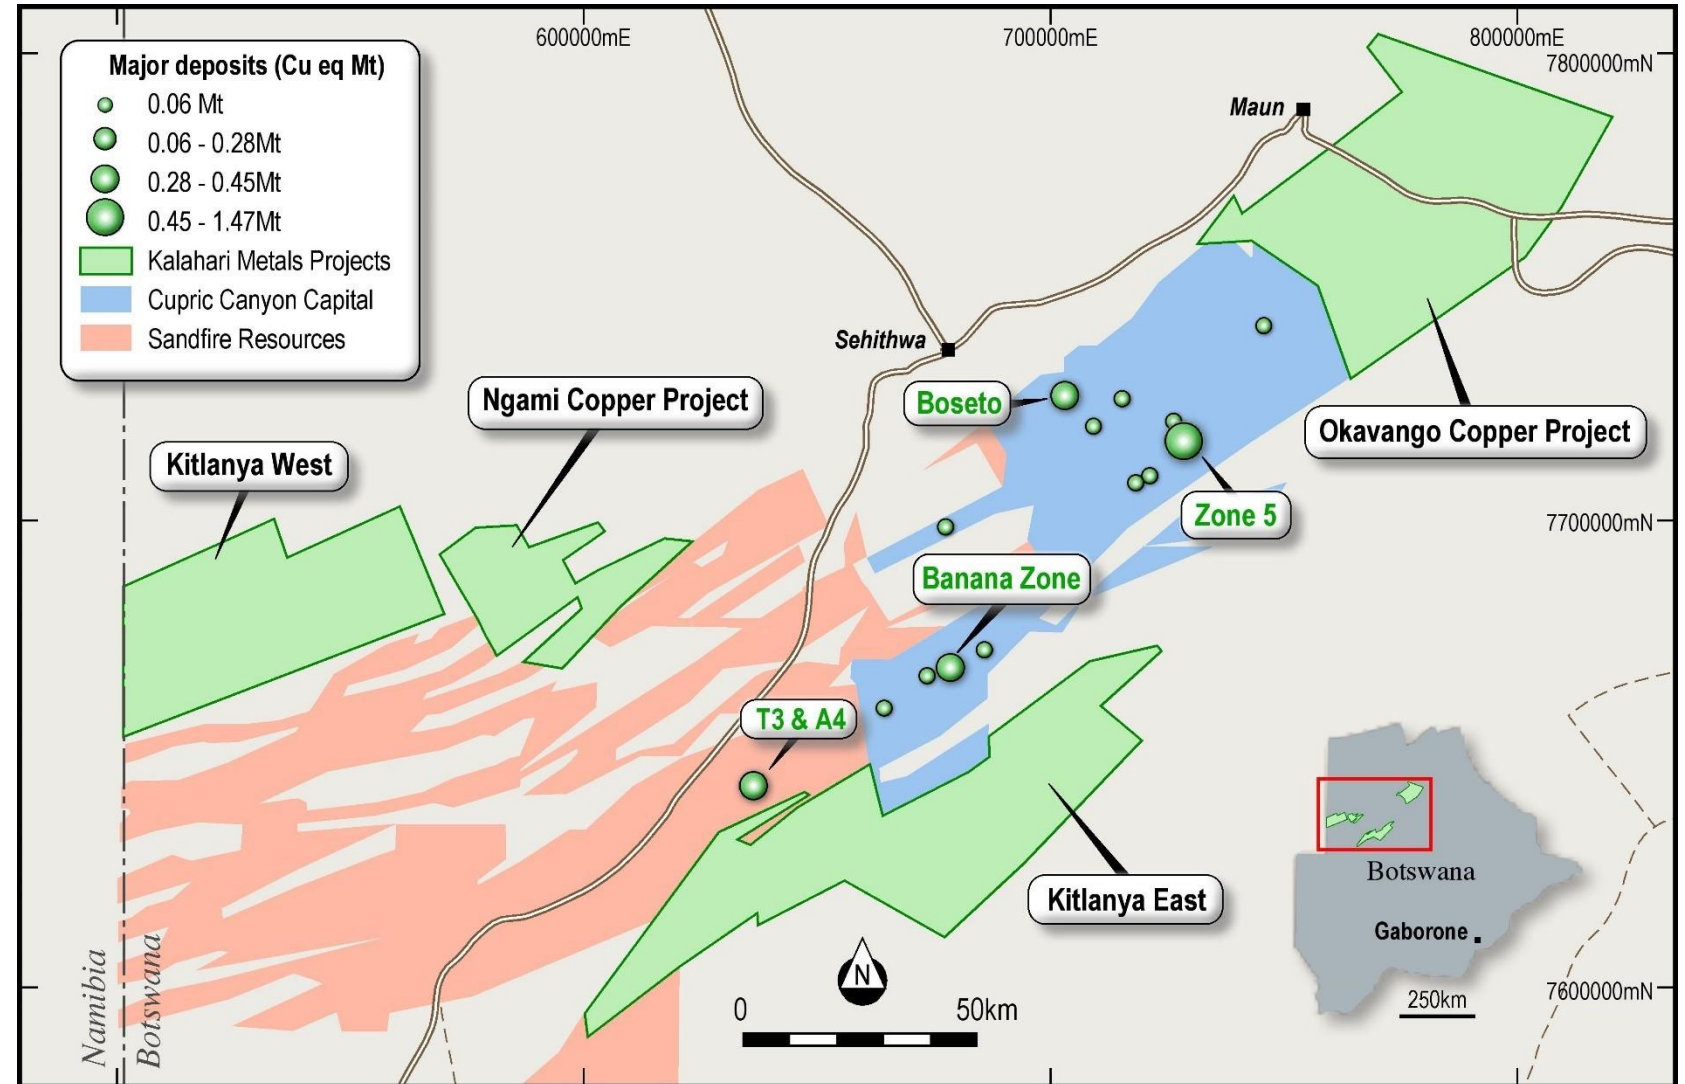 600000mE
700000mE
800000mE
7800000mN
Major deposits (Cu eq Mt)
0.06 Mt
0.06 - 0.28Mt
0.28 - 0.45Mt
0.45 - 1.47Mt
Kalahari Metals Projects
Cupric Canyon Capital
Sandfire Resources
Maun
Sehithwa
Ngami Copper Project
Boseto
Okavango Copper Project
Kitlanya West
Zone 5
7700000mN
Banana Zone
T3 & A4
Kitlanya East
Botswana
Gaborone
250km
7600000mN
N
0
50km
Namibia
Botswana